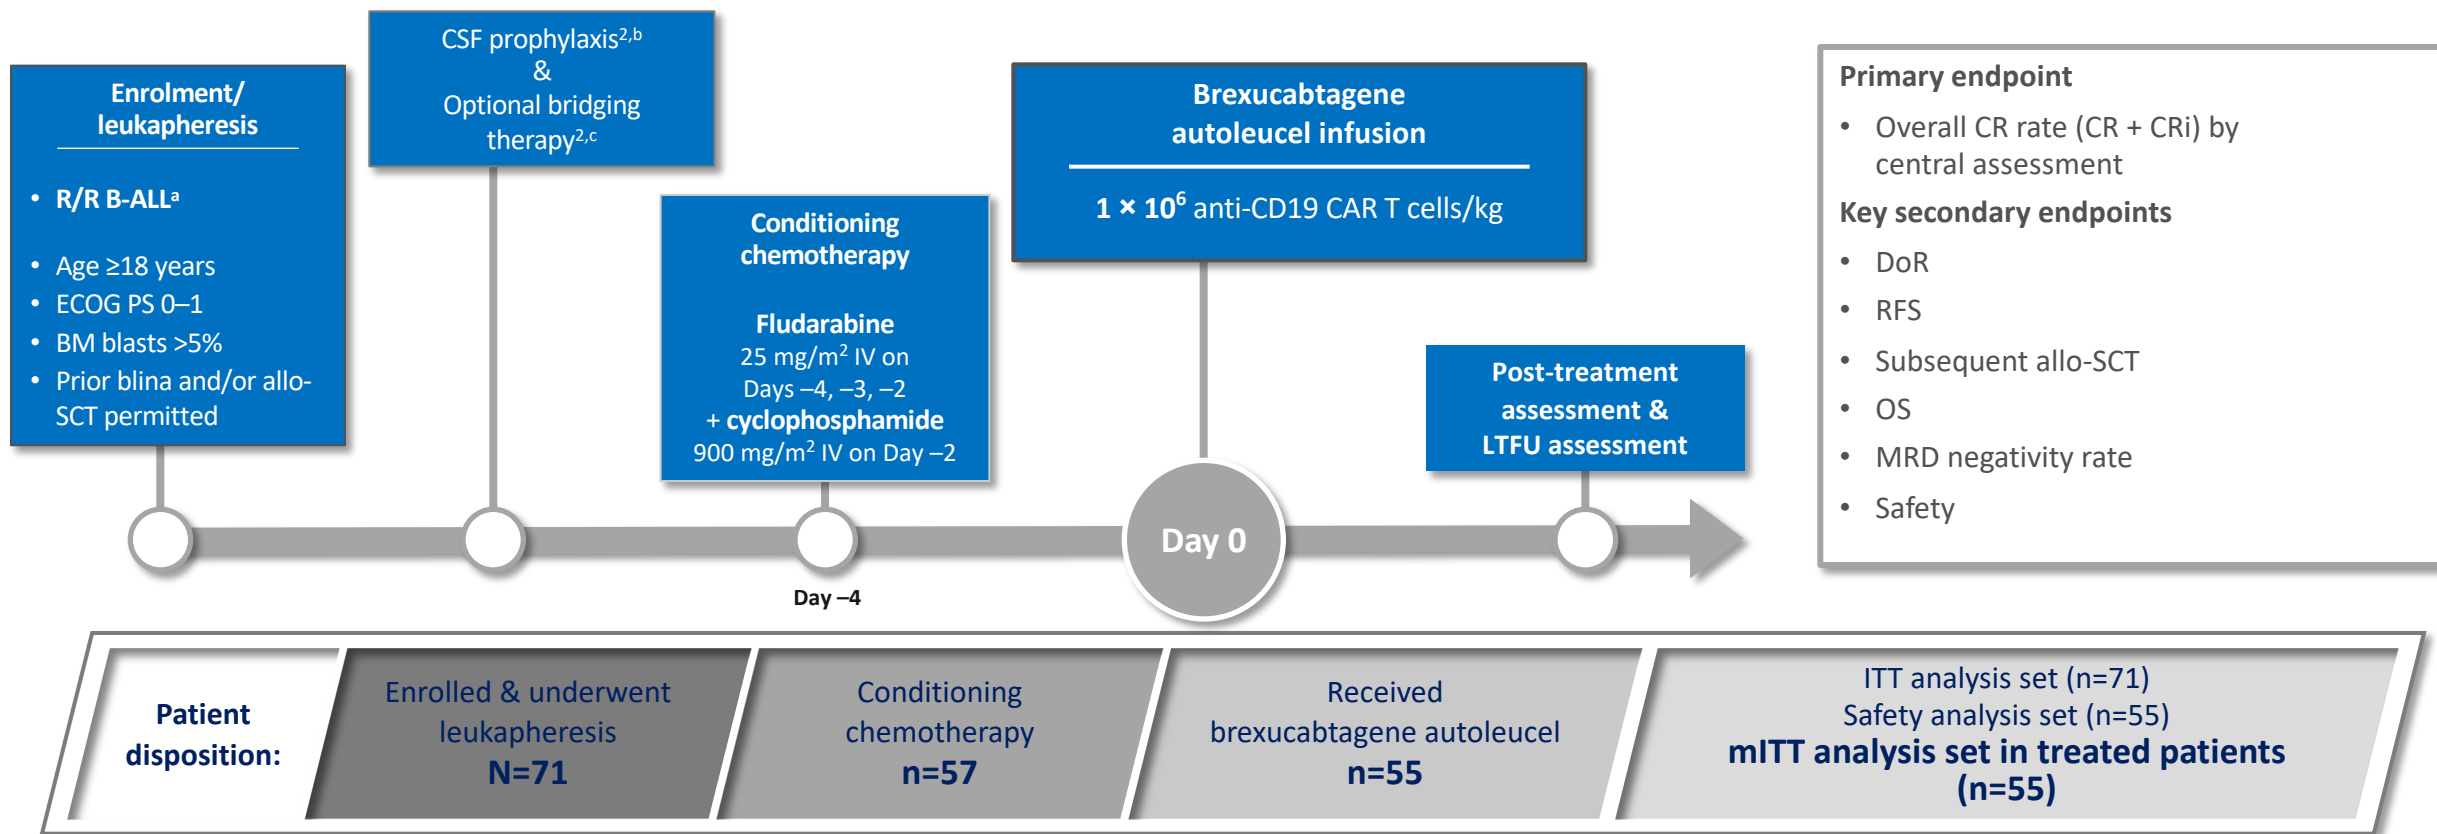 Enrolment/
leukapheresis
• R/R B-ALLᵃ
• Age ≥18 years
• ECOG PS 0–1
• BM blasts >5%
• Prior blina and/or allo-
SCT permitted
CSF prophylaxis²,ᵇ
&
Optional bridging
therapy²,ᶜ
Conditioning
chemotherapy
Fludarabine
25 mg/m² IV on
Days –4, –3, –2
+ cyclophosphamide
900 mg/m² IV on Day –2
Brexucabtagene
autoleucel infusion
1 × 10⁶ anti-CD19 CAR T cells/kg
Post-treatment
assessment &
LTFU assessment
Day 0
Day –4
Primary endpoint
• Overall CR rate (CR + CRi) by
central assessment
Key secondary endpoints
• DoR
• RFS
• Subsequent allo-SCT
• OS
• MRD negativity rate
• Safety
Patient
disposition:
Enrolled & underwent
leukapheresis
N=71
Conditioning
chemotherapy
n=57
Received
brexucabtagene autoleucel
n=55
ITT analysis set (n=71)
Safety analysis set (n=55)
mITT analysis set in treated patients
(n=55)